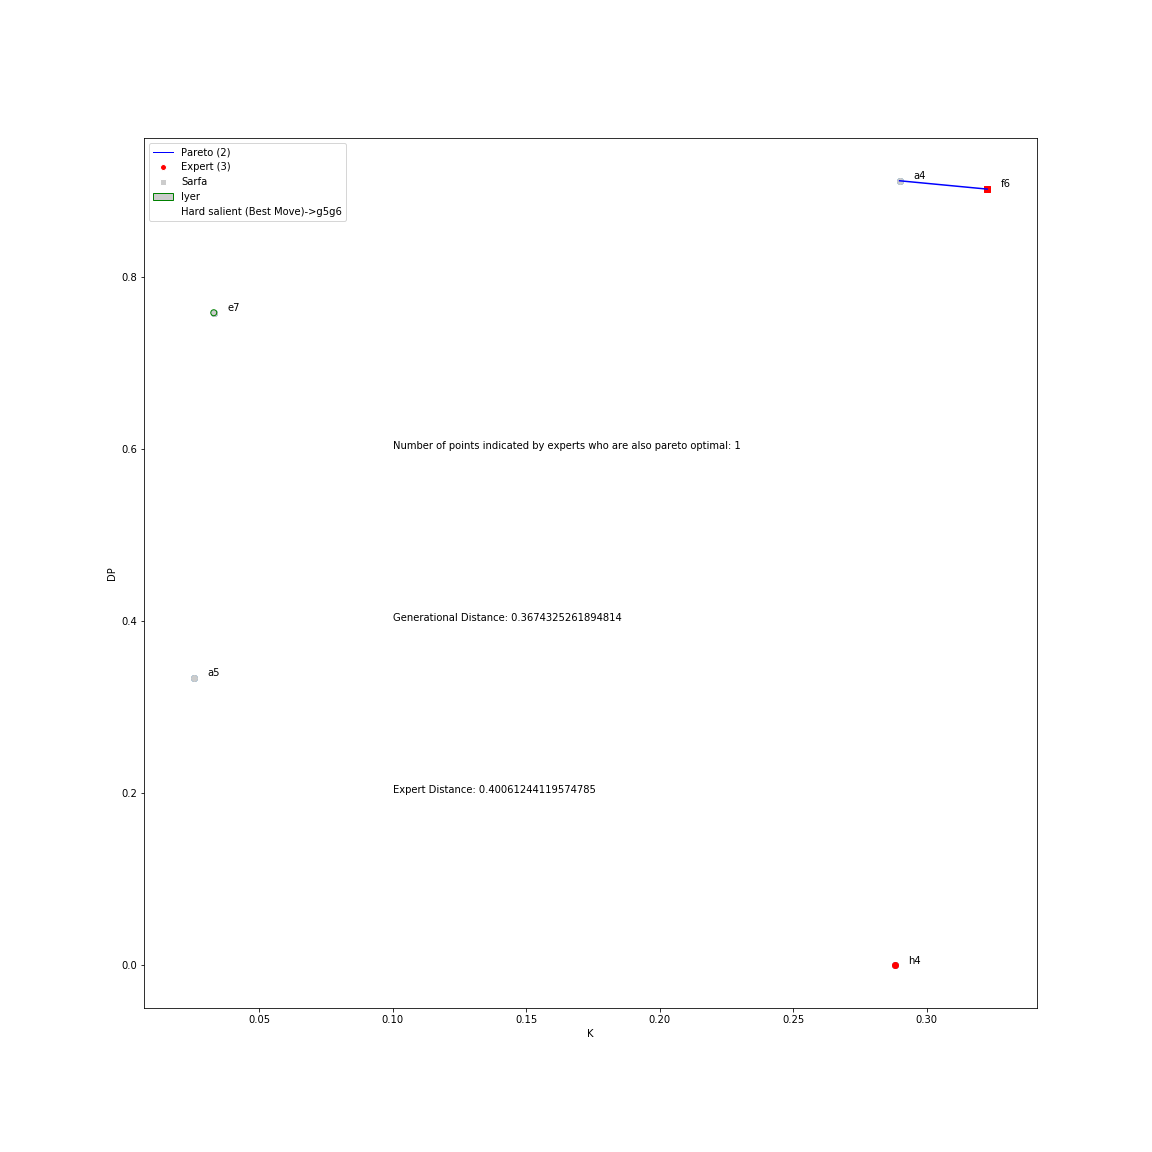 Pareto (2)
Expert (3)
Sarfa
Iyer
Hard salient (Best Move)->g5g6
a4
f6
e7
Number of points indicated by experts who are also pareto optimal: 1
Generational Distance: 0.3674325261894814
a5
Expert Distance: 0.40061244119574785
h4
0.8
0.6
0.4
0.2
0.0
DP
0.05 0.10 0.15 0.20 0.25 0.30
K